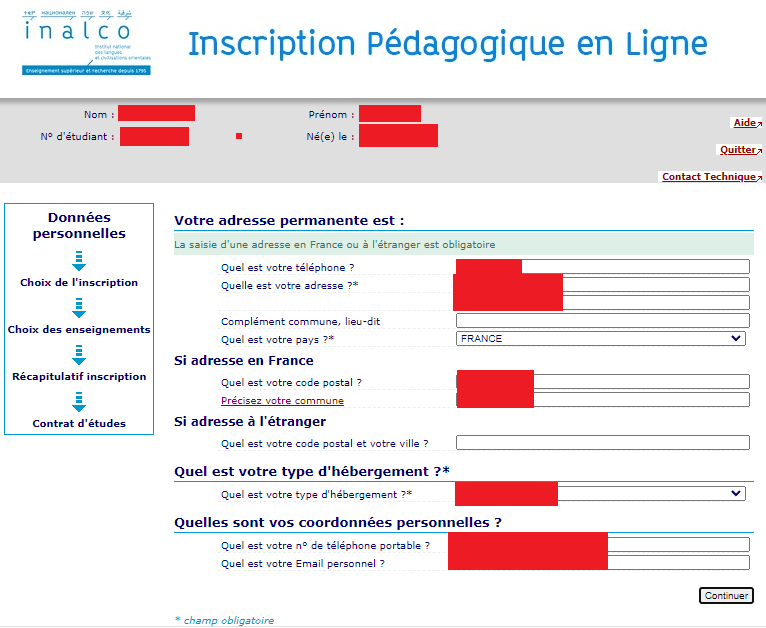 inalco
Institut national
des langues
et civilisations orientales
Enseignement supérieur et recherche depuis 1795
Inscription Pédagogique en Ligne
Nom :
Prénom :
N° d'étudiant :
Né(e) le :
Aide
Quitter
Contact Technique
Données
personnelles
Choix de l'inscription
Choix des enseignements
Récapitulatif inscription
Contrat d'études
Votre adresse permanente est :
La saisie d'une adresse en France ou à l'étranger est obligatoire
Quel est votre téléphone ?
Quelle est votre adresse ?*
Complément commune, lieu-dit
Quel est votre pays ?* FRANCE
Si adresse en France
Quel est votre code postal ?
Précisez votre commune
Si adresse à l'étranger
Quel est votre code postal et votre ville ?
Quel est votre type d'hébergement ?*
Quel est votre type d'hébergement ?*
Quelles sont vos coordonnées personnelles ?
Quel est votre n° de téléphone portable ?
Quel est votre Email personnel ?
Continuer
* champ obligatoire